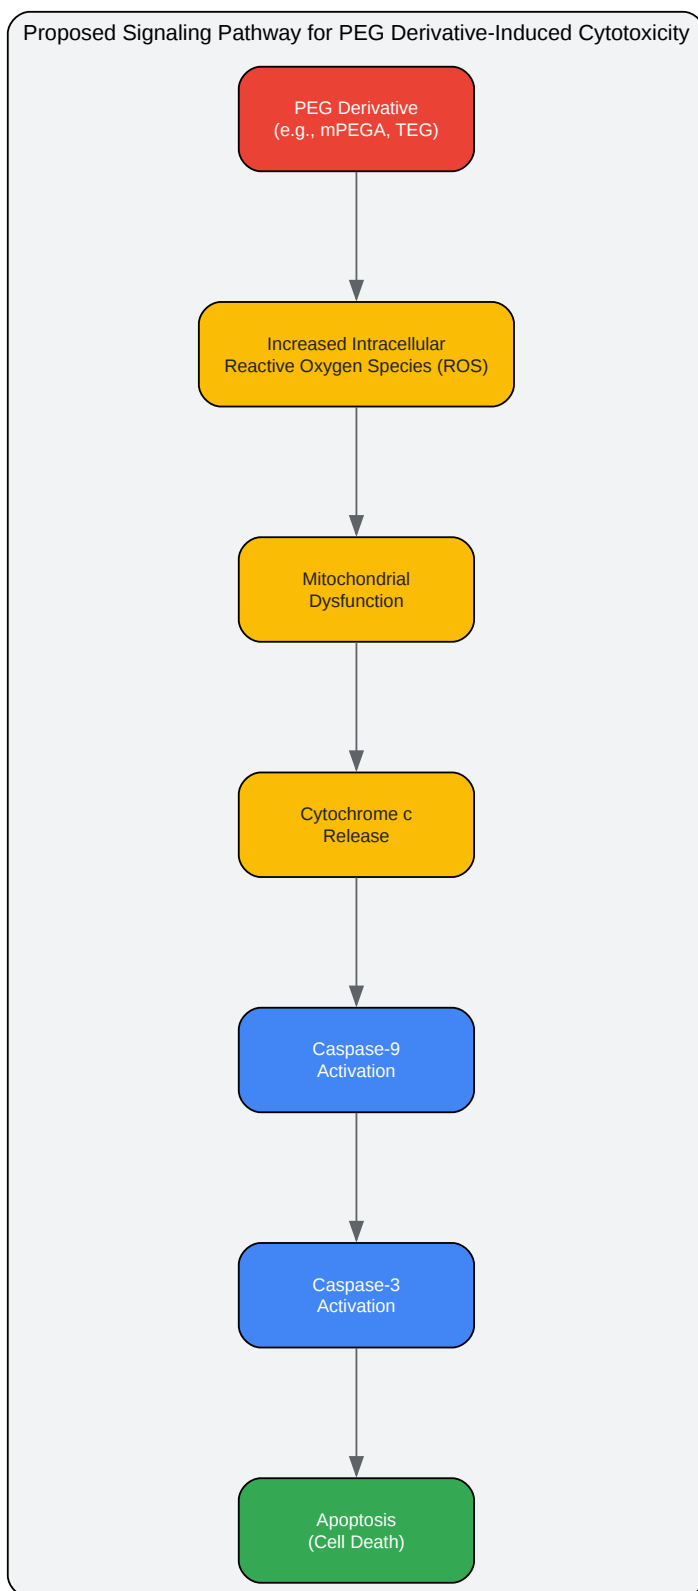 Proposed Signaling Pathway for PEG Derivative-Induced Cytotoxicity
PEG Derivative
(e.g., mPEGA, TEG)
Increased Intracellular
Reactive Oxygen Species (ROS)
Mitochondrial
Dysfunction
Cytochrome c
Release
Caspase-9
Activation
Caspase-3
Activation
Apoptosis
(Cell Death)